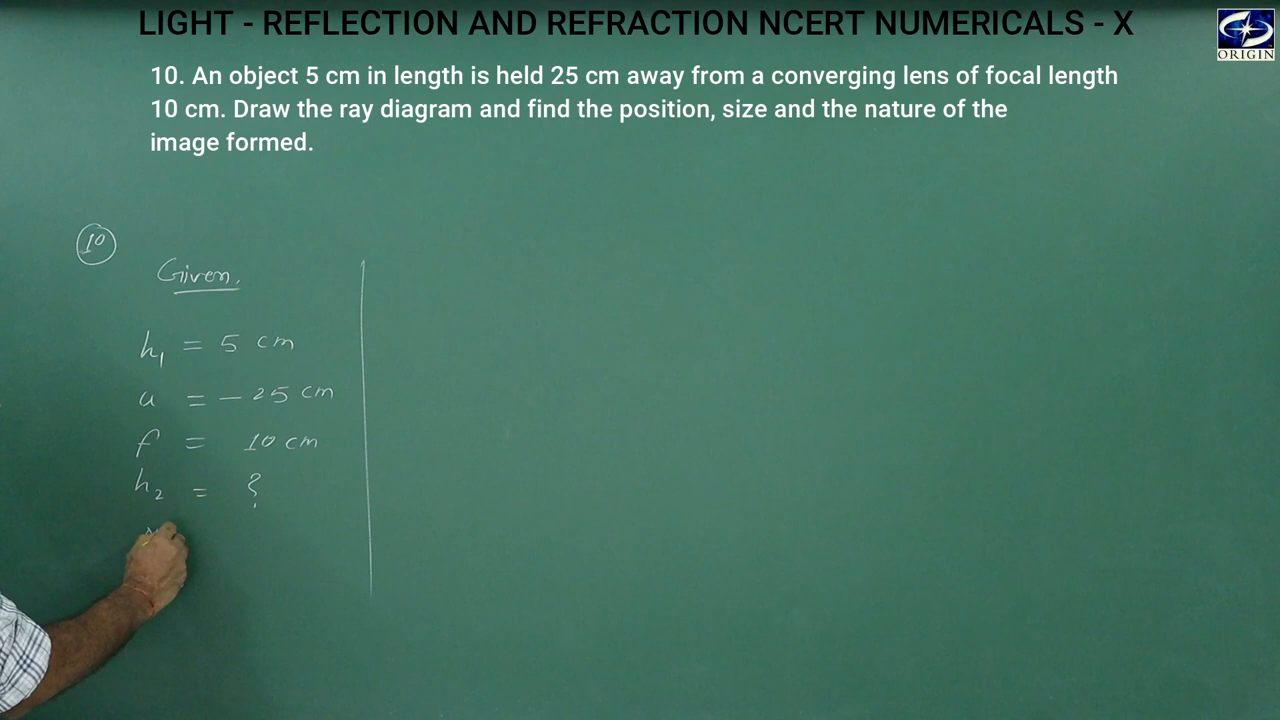 LIGHT - REFLECTION AND REFRACTION NCERT NUMERICALS - X
ORIGIN
10. An object 5 cm in length is held 25 cm away from a converging lens of focal length
10 cm. Draw the ray diagram and find the position, size and the nature of the
image formed.
10
Given,
h₁ = 5 cm
u = - 25 cm
f = 10 cm
h₂ = ?